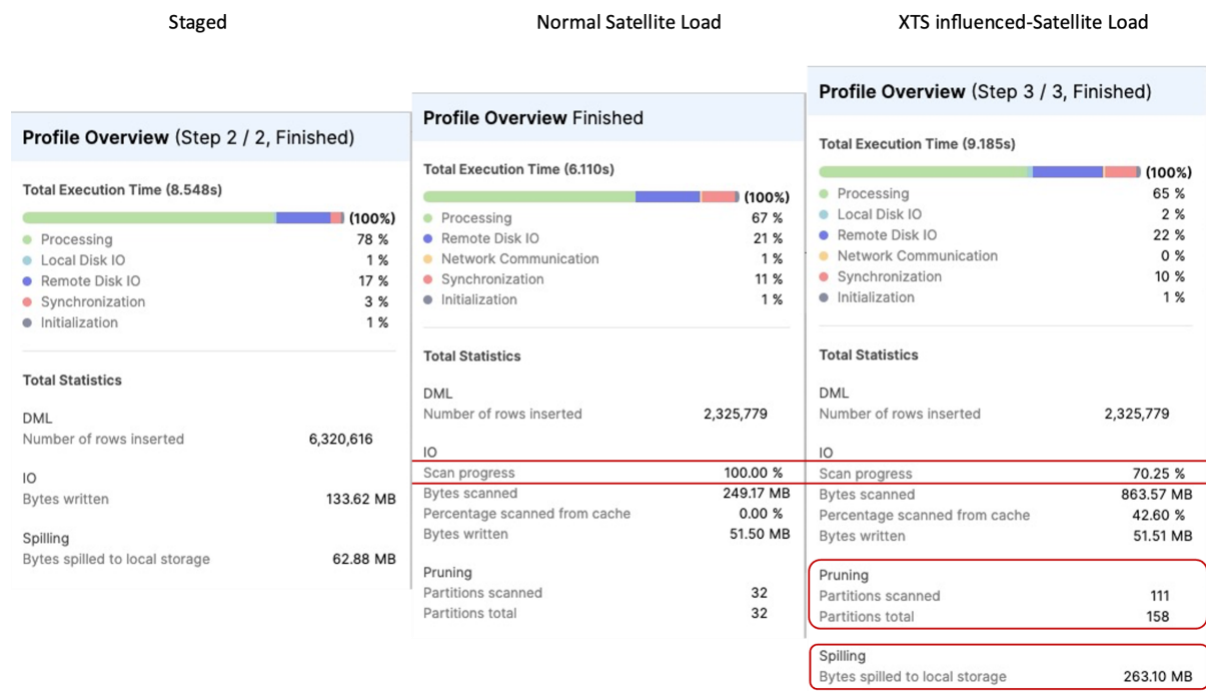 Staged
Normal Satellite Load
XTS influenced-Satellite Load
Profile Overview (Step 2 / 2, Finished)
Total Execution Time (8.548s)
(100%)
Processing 78 %
Local Disk IO 1 %
Remote Disk IO 17 %
Synchronization 3 %
Initialization 1 %
Total Statistics
DML
Number of rows inserted 6,320,616
IO
Bytes written 133.62 MB
Spilling
Bytes spilled to local storage 62.88 MB
Profile Overview Finished
Total Execution Time (6.110s)
(100%)
Processing 67 %
Remote Disk IO 21 %
Network Communication 1 %
Synchronization 11 %
Initialization 1 %
Total Statistics
DML
Number of rows inserted 2,325,779
IO
Scan progress 100.00 %
Bytes scanned 249.17 MB
Percentage scanned from cache 0.00 %
Bytes written 51.50 MB
Pruning
Partitions scanned 32
Partitions total 32
Profile Overview (Step 3 / 3, Finished)
Total Execution Time (9.185s)
(100%)
Processing 65 %
Local Disk IO 2 %
Remote Disk IO 22 %
Network Communication 0 %
Synchronization 10 %
Initialization 1 %
Total Statistics
DML
Number of rows inserted 2,325,779
IO
Scan progress 70.25 %
Bytes scanned 863.57 MB
Percentage scanned from cache 42.60 %
Bytes written 51.51 MB
Pruning
Partitions scanned 111
Partitions total 158
Spilling
Bytes spilled to local storage 263.10 MB